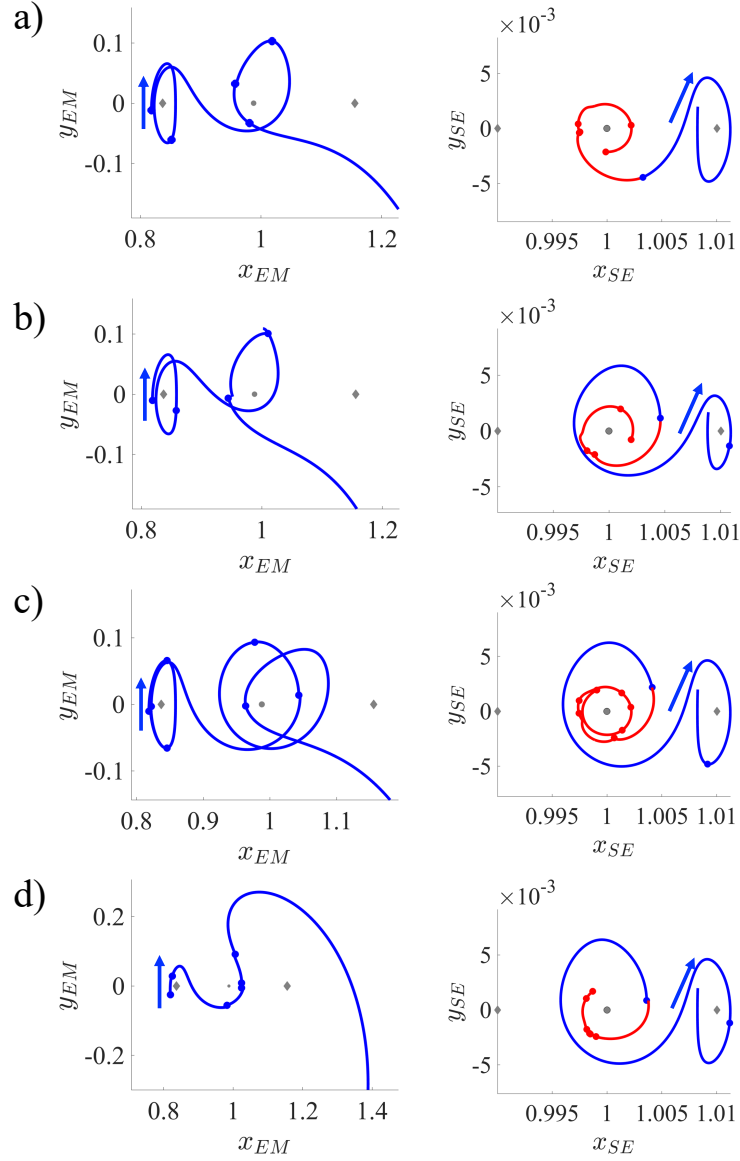 a)
0.1
0
-0.1
y_EM
0.8 1 1.2
x_EM
×10⁻³
5
0
-5
y_SE
0.995 1 1.005 1.01
x_SE
b)
0.1
0
-0.1
y_EM
0.8 1 1.2
x_EM
×10⁻³
5
0
-5
y_SE
0.995 1 1.005 1.01
x_SE
c)
0.1
0
-0.1
y_EM
0.8 0.9 1 1.1
x_EM
×10⁻³
5
0
-5
y_SE
0.995 1 1.005 1.01
x_SE
d)
0.2
0
-0.2
y_EM
0.8 1 1.2 1.4
x_EM
×10⁻³
5
0
-5
y_SE
0.995 1 1.005 1.01
x_SE